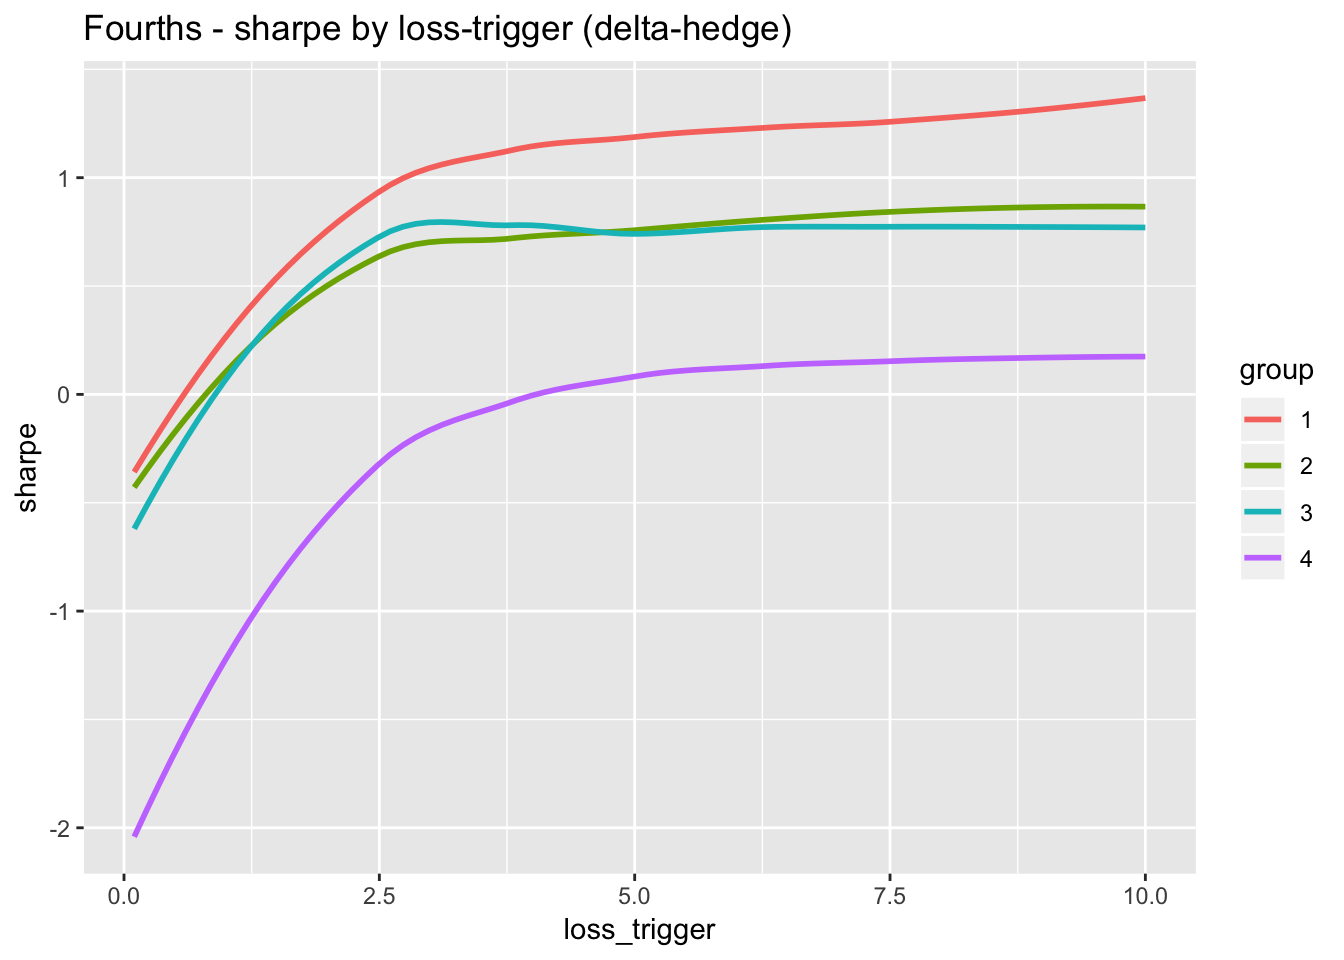 Fourths - sharpe by loss-trigger (delta-hedge)
1
0
-1
-2
sharpe
0.0 2.5 5.0 7.5 10.0
loss_trigger
group
1
2
3
4